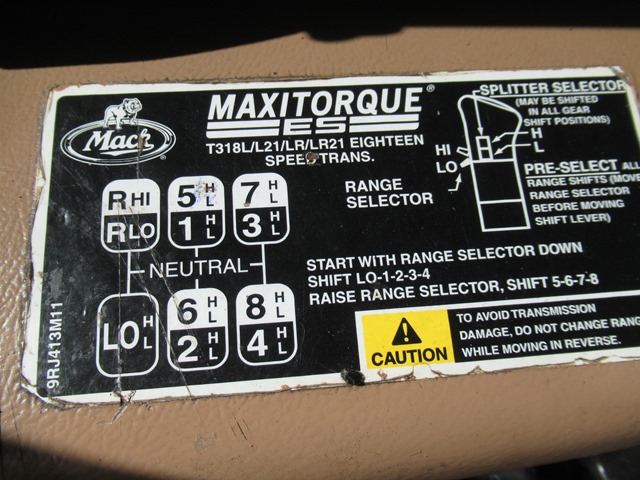 Mack
MAXITORQUE®
ES
T318L/L21/LR/LR21 EIGHTEEN
SPEED TRANS.
SPLITTER SELECTOR
(MAY BE SHIFTED
IN ALL GEAR
SHIFT POSITIONS)
H
L
HI
LO
RANGE
SELECTOR
PRE-SELECT ALL
RANGE SHIFTS (MOVE
RANGE SELECTOR
BEFORE MOVING
SHIFT LEVER)
R HI 5 H L 7 H L
R LO 1 H L 3 H L
NEUTRAL
LO H L 6 H L 8 H L
2 H L 4 H L
START WITH RANGE SELECTOR DOWN
SHIFT LO-1-2-3-4
RAISE RANGE SELECTOR, SHIFT 5-6-7-8
CAUTION
TO AVOID TRANSMISSION
DAMAGE, DO NOT CHANGE RANGE
WHILE MOVING IN REVERSE.
9RJ413M11